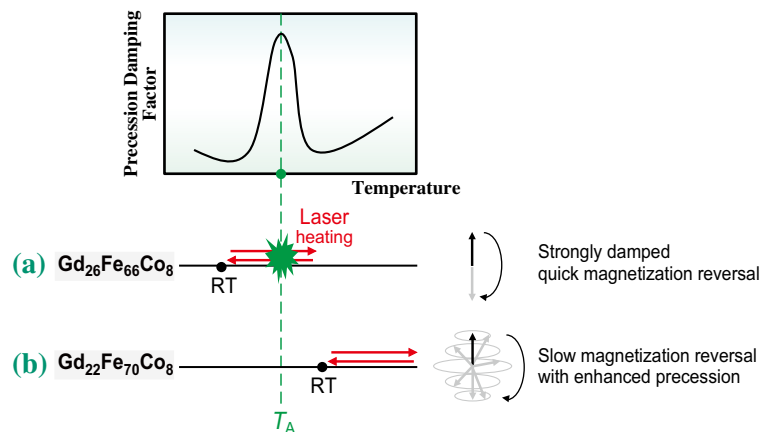 Precession Damping
Factor
Temperature
Laser
heating
(a) Gd26Fe66Co8
RT
Strongly damped
quick magnetization reversal
(b) Gd22Fe70Co8
RT
Slow magnetization reversal
with enhanced precession
TA